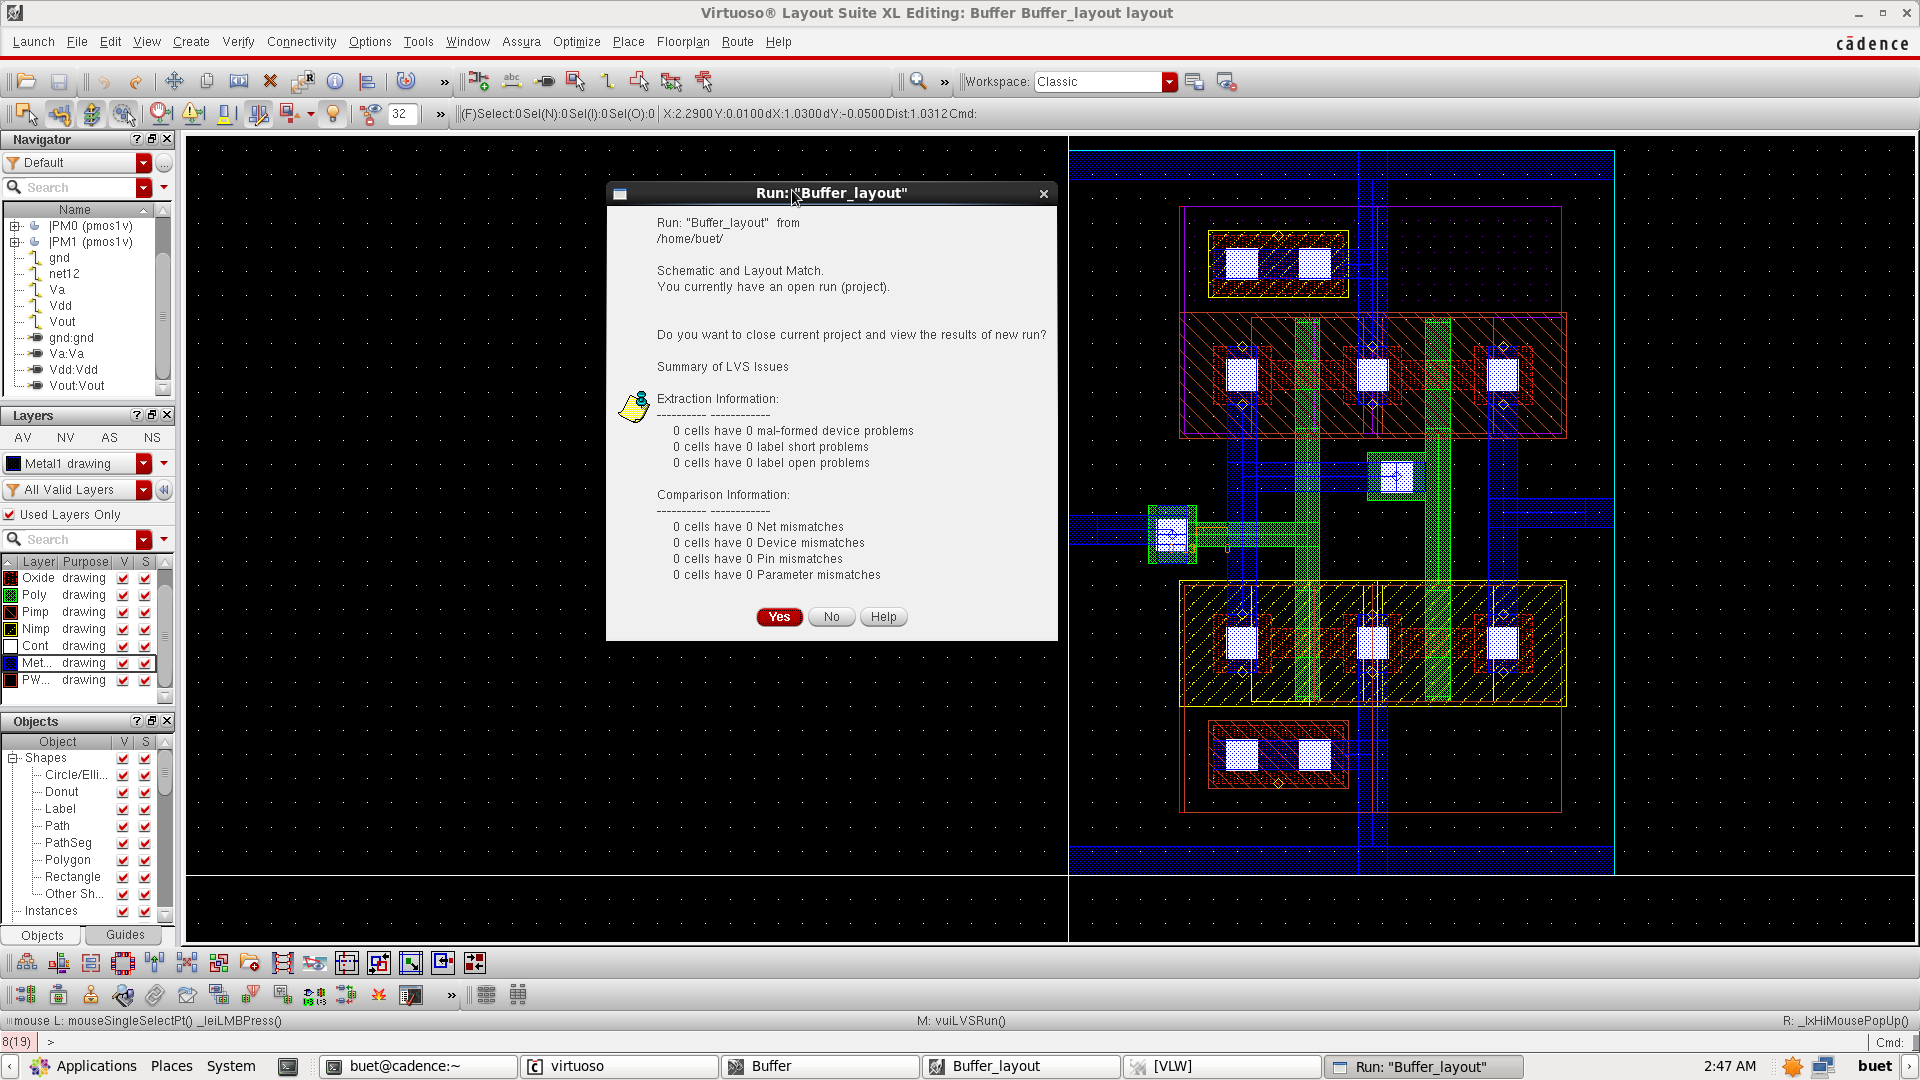 Virtuoso® Layout Suite XL Editing: Buffer Buffer_layout layout
Launch File Edit View Create Verify Connectivity Options Tools Window Assura Optimize Place Floorplan Route Help
cādence
Workspace: Classic
32
(F)Select:0 Sel(N):0 Sel(I):0 Sel(O):0 X:2.2900 Y:0.0100 dX:1.0300 dY:-0.0500 Dist:1.0312 Cmd:
Navigator
Default
Search
Name
|PM0 (pmos1v)
|PM1 (pmos1v)
gnd
net12
Va
Vdd
Vout
gnd:gnd
Va:Va
Vdd:Vdd
Vout:Vout
Layers
AV NV AS NS
Metal1 drawing
All Valid Layers
Used Layers Only
Search
Layer Purpose V S
Oxide drawing
Poly drawing
Pimp drawing
Nimp drawing
Cont drawing
Met... drawing
PW... drawing
Objects
Object V S
Shapes
Circle/Elli...
Donut
Label
Path
PathSeg
Polygon
Rectangle
Other Sh...
Instances
Objects Guides
Run: "Buffer_layout"
Run: "Buffer_layout" from
/home/buet/
Schematic and Layout Match.
You currently have an open run (project).
Do you want to close current project and view the results of new run?
Summary of LVS Issues
Extraction Information:
---------- ------------
0 cells have 0 mal-formed device problems
0 cells have 0 label short problems
0 cells have 0 label open problems
Comparison Information:
---------- ------------
0 cells have 0 Net mismatches
0 cells have 0 Device mismatches
0 cells have 0 Pin mismatches
0 cells have 0 Parameter mismatches
Yes No Help
mouse L: mouseSingleSelectPt() _leiLMBPress() M: vuiLVSRun() R: _lxHiMousePopUp()
8(19) > Cmd:
Applications Places System buet@cadence:~ virtuoso Buffer Buffer_layout [VLW] Run: "Buffer_layout" 2:47 AM buet